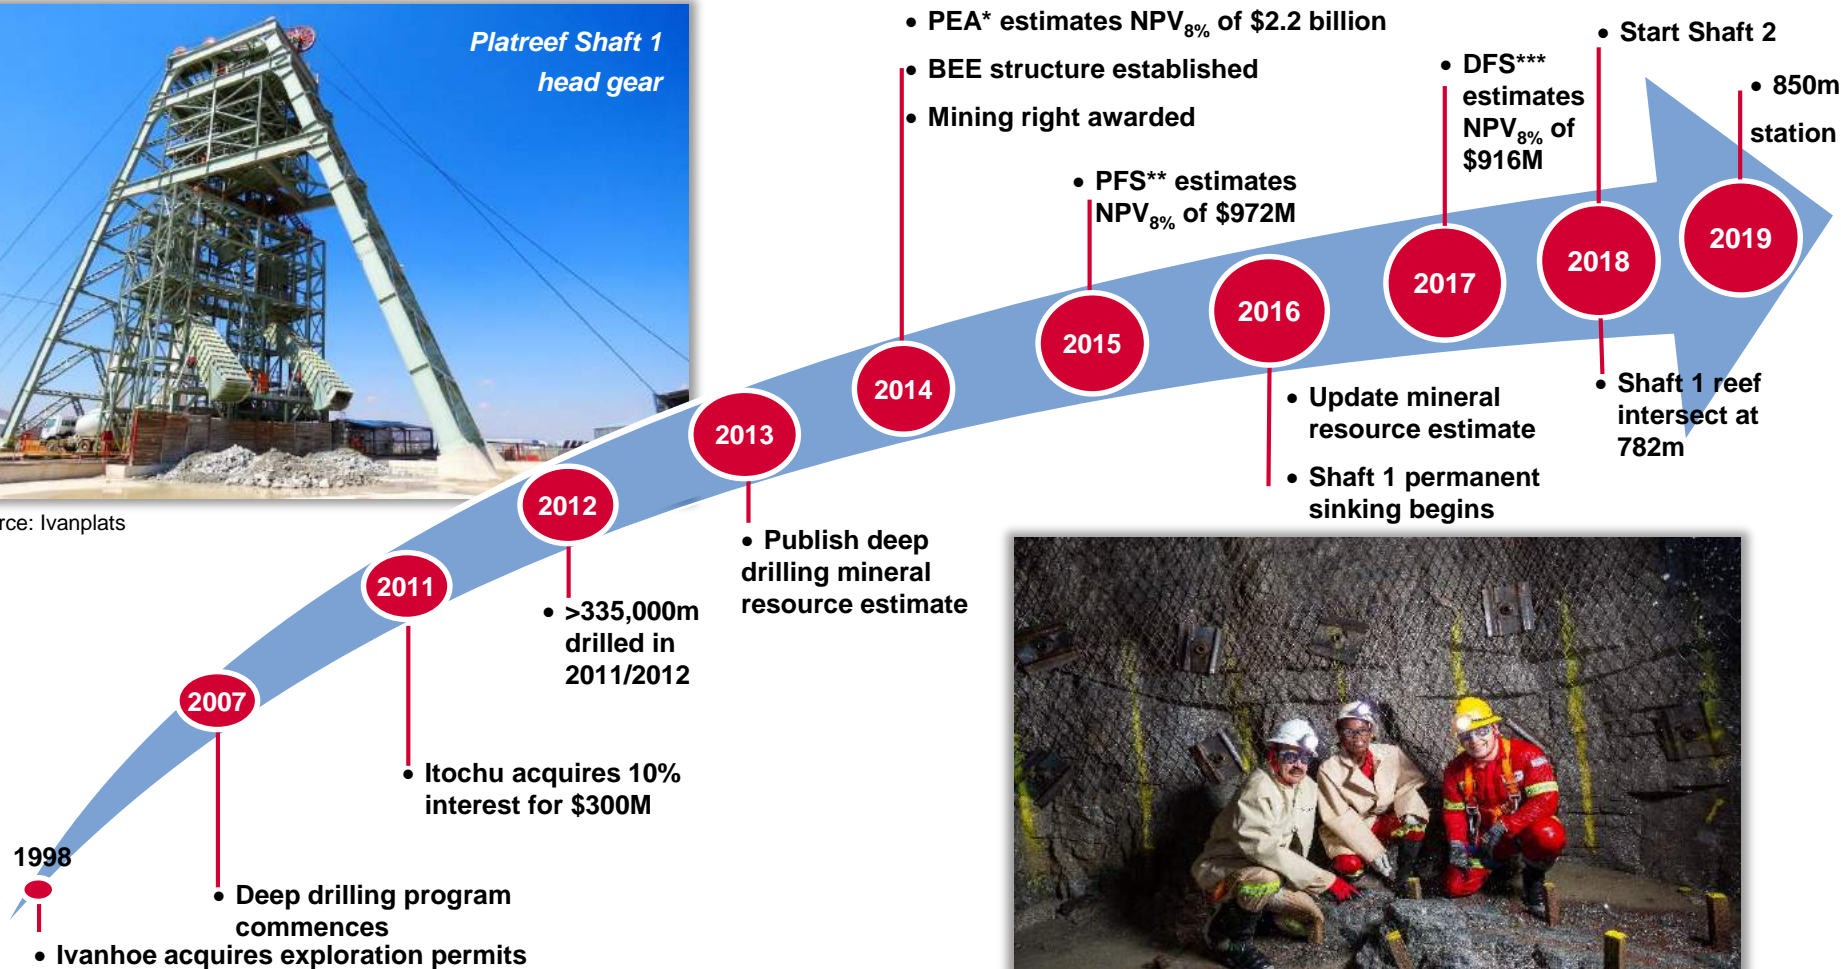 Platreef Shaft 1
head gear
rce: Ivanplats
1998
• Ivanhoe acquires exploration permits
2007
• Deep drilling program
commences
2011
• Itochu acquires 10%
interest for $300M
2012
• >335,000m
drilled in
2011/2012
2013
• Publish deep
drilling mineral
resource estimate
2014
• PEA* estimates NPV8% of $2.2 billion
• BEE structure established
• Mining right awarded
2015
• PFS** estimates
NPV8% of $972M
2016
• Update mineral
resource estimate
• Shaft 1 permanent
sinking begins
2017
• DFS***
estimates
NPV8% of
$916M
2018
• Start Shaft 2
• Shaft 1 reef
intersect at
782m
2019
• 850m
station